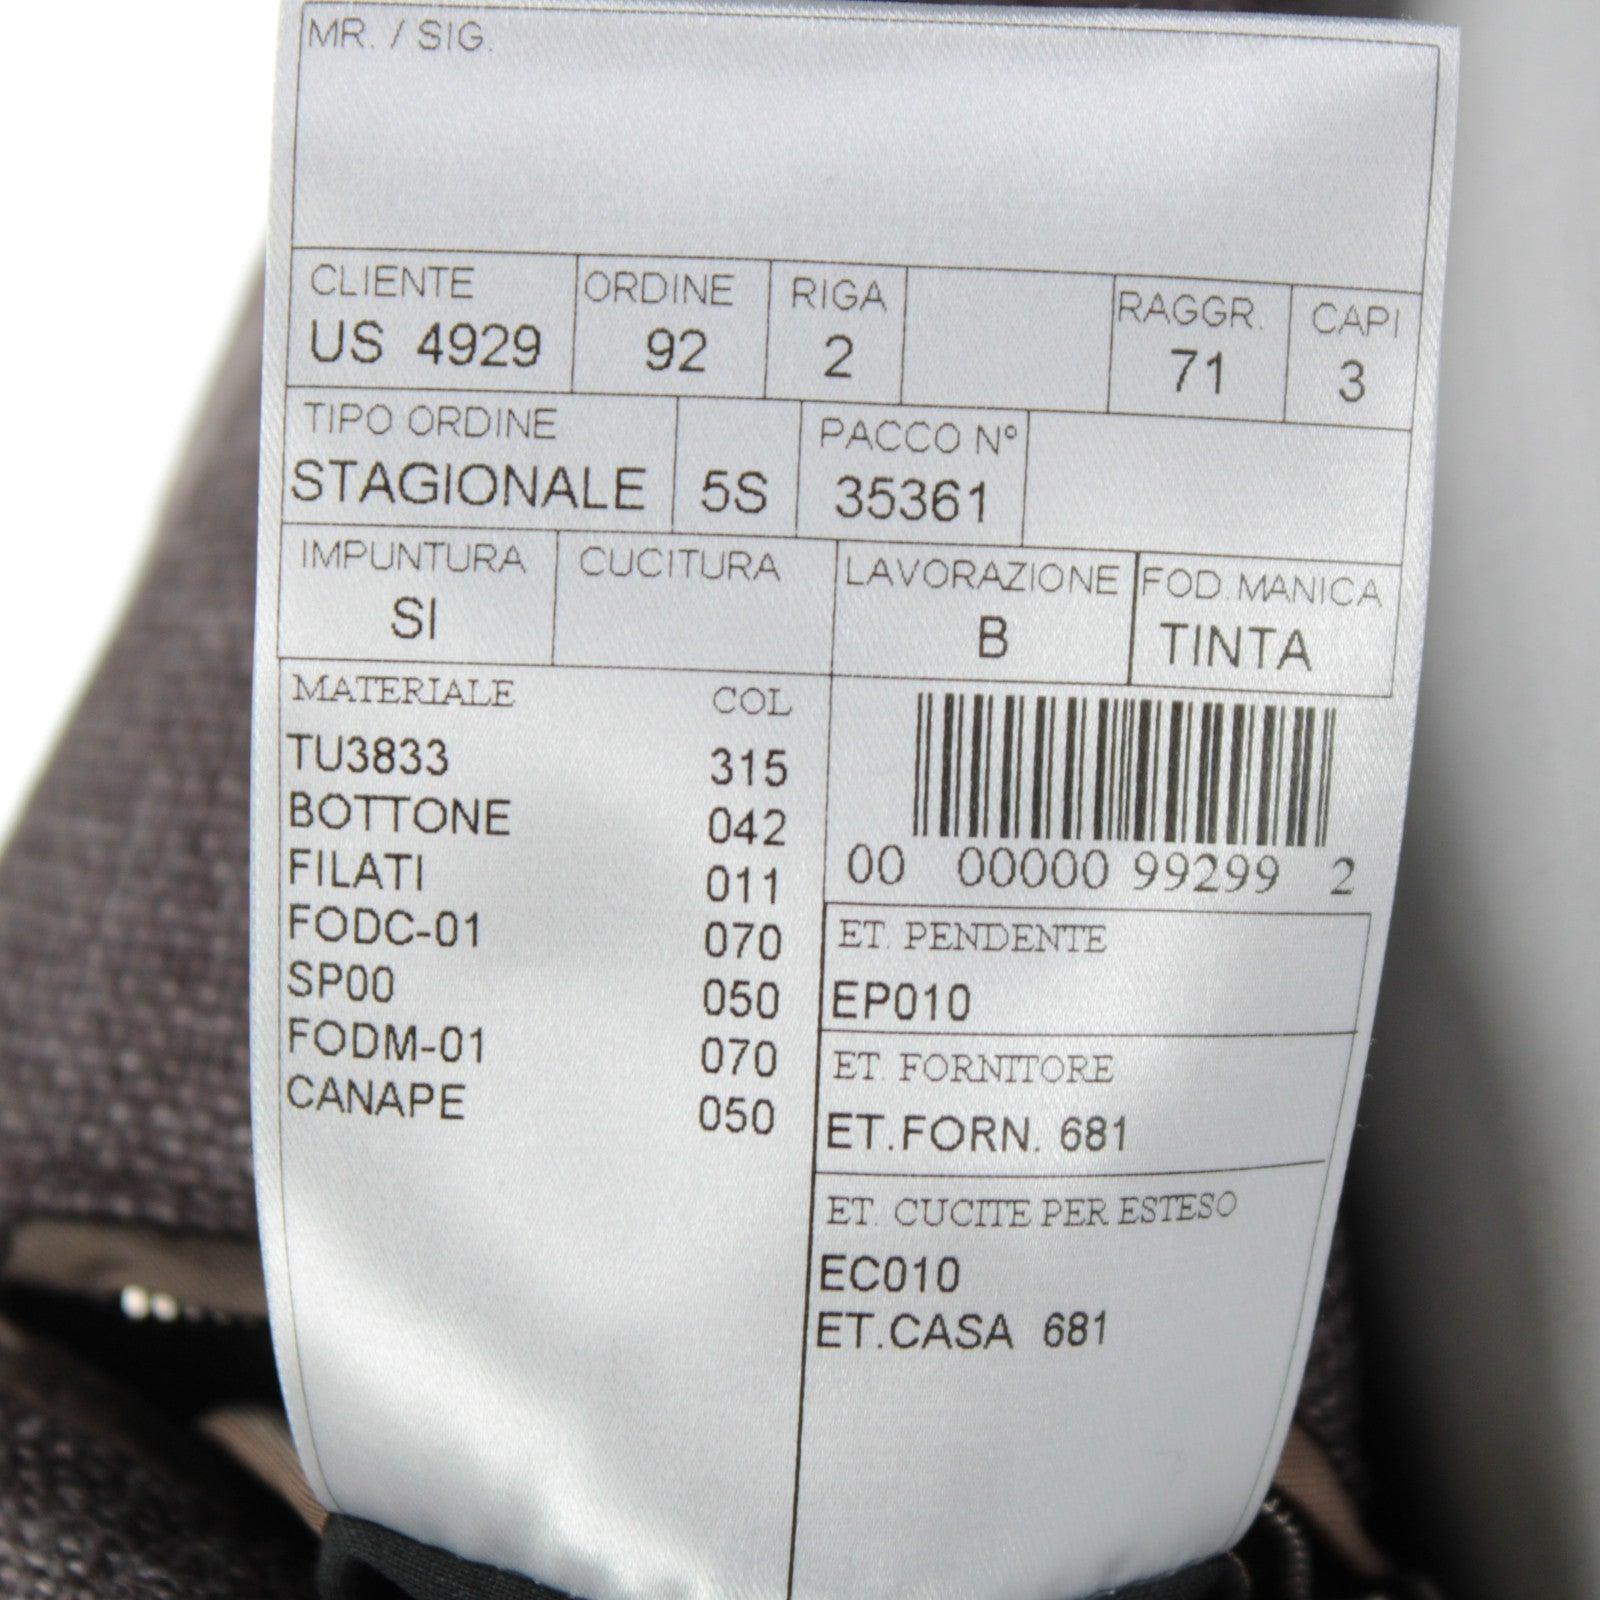 MR. / SIG.
CLIENTE ORDINE RIGA RAGGR. CAPI
US 4929 92 2 71 3
TIPO ORDINE PACCO Nº
STAGIONALE 5S 35361
IMPUNTURA CUCITURA LAVORAZIONE FOD.MANICA
SI B TINTA
MATERIALE COL
TU3833 315
BOTTONE 042
FILATI 011
FODC-01 070
SP00 050
FODM-01 070
CANAPE 050
00 00000 99299 2
ET. PENDENTE
EP010
ET. FORNITORE
ET.FORN. 681
ET. CUCITE PER ESTESO
EC010
ET.CASA 681